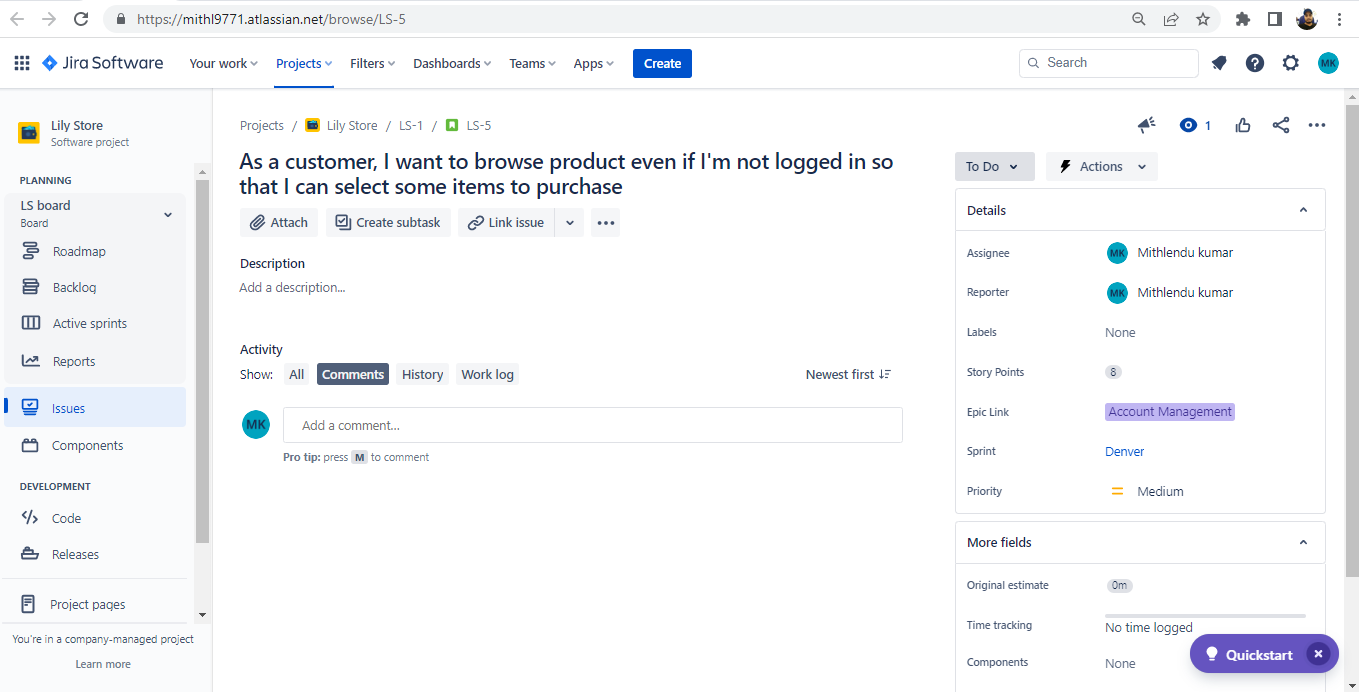 https://mithl9771.atlassian.net/browse/LS-5
Jira Software Your work Projects Filters Dashboards Teams Apps Create Search MK
Lily Store
Software project
PLANNING
LS board
Board
Roadmap
Backlog
Active sprints
Reports
Issues
Components
DEVELOPMENT
Code
Releases
Project pages
You're in a company-managed project
Learn more
Projects / Lily Store / LS-1 / LS-5
As a customer, I want to browse product even if I'm not logged in so
that I can select some items to purchase
Attach Create subtask Link issue
Description
Add a description...
Activity
Show: All Comments History Work log Newest first
MK Add a comment...
Pro tip: press M to comment
1
To Do Actions
Details
Assignee MK Mithlendu kumar
Reporter MK Mithlendu kumar
Labels None
Story Points 8
Epic Link Account Management
Sprint Denver
Priority Medium
More fields
Original estimate 0m
Time tracking No time logged
Components None
Quickstart